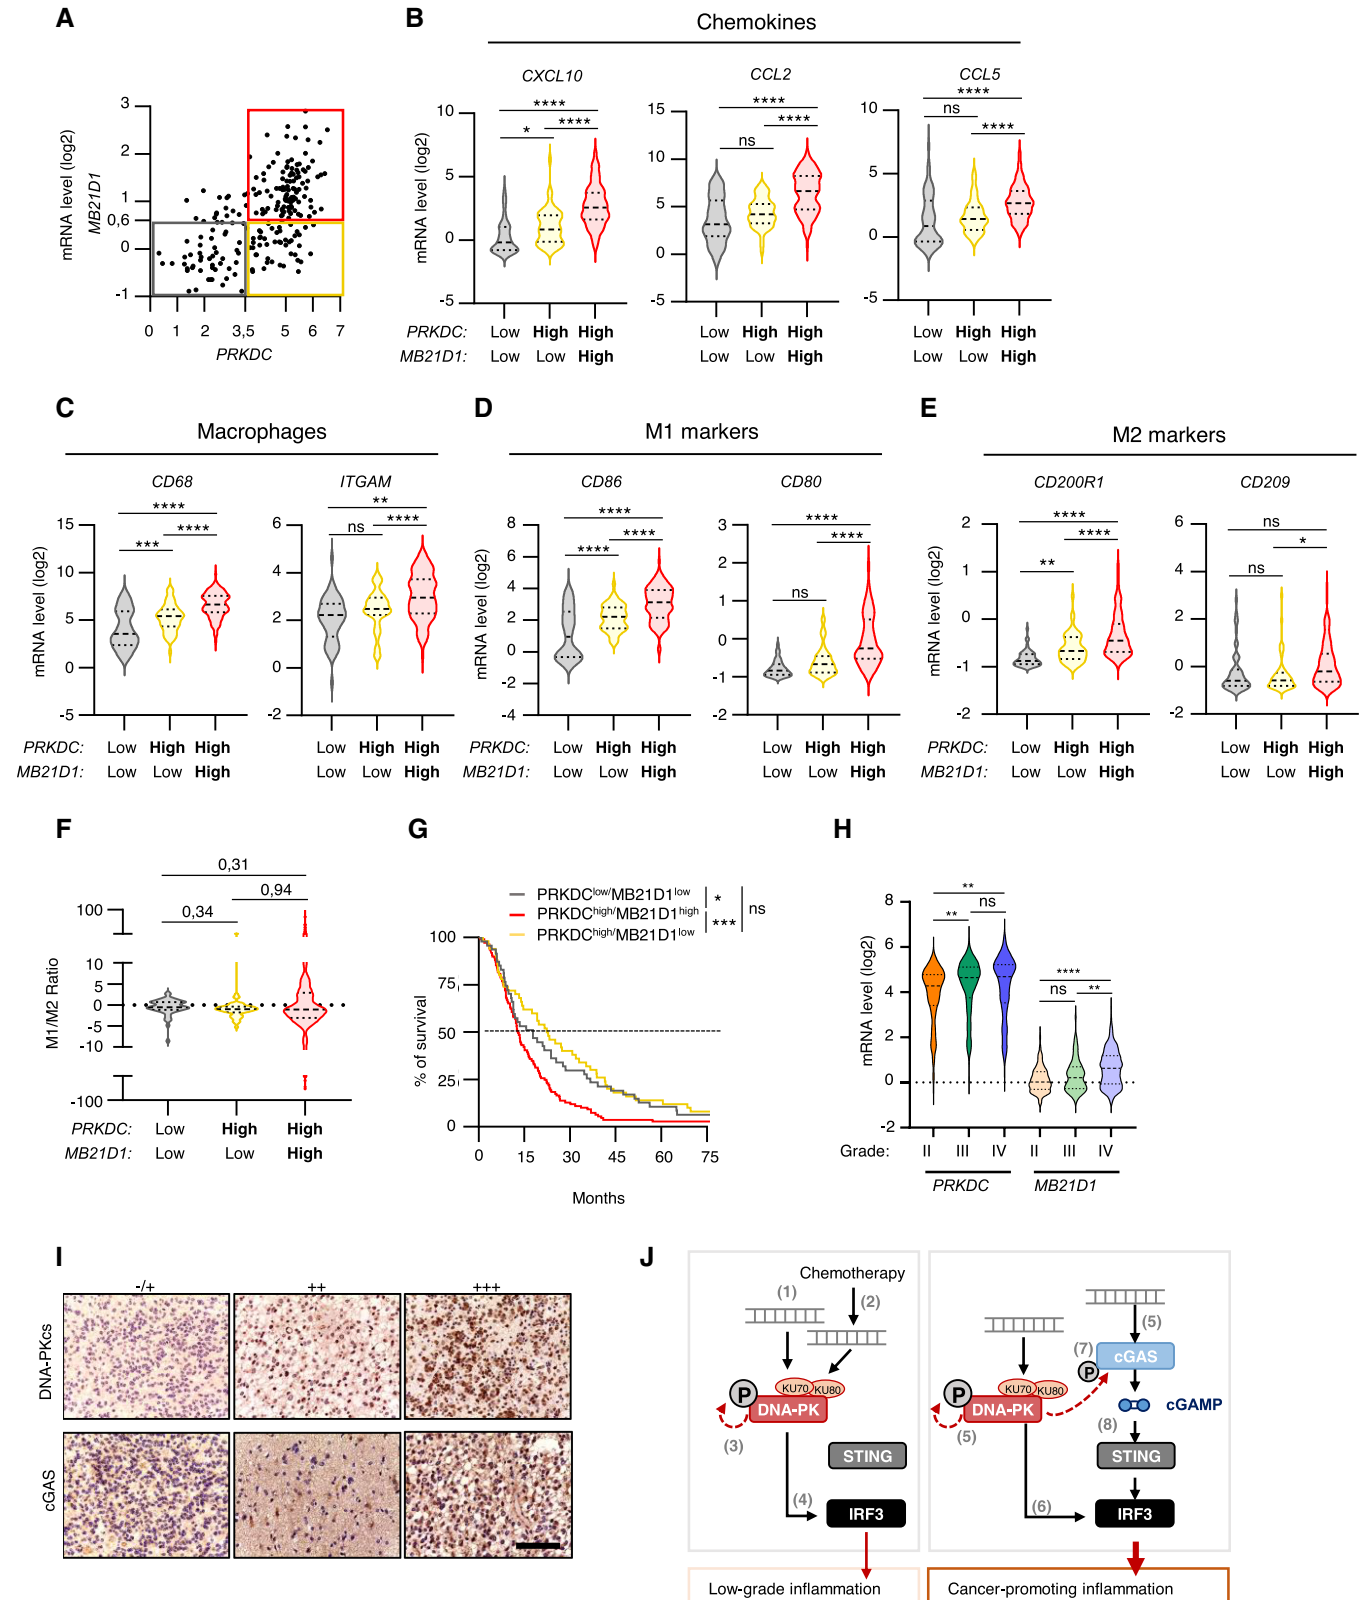 A
mRNA level (log2)
MB21D1
3
2
1
0,6
0
-1
0 1 2 3,5 5 6 7
PRKDC
B
Chemokines
CXCL10
CCL2
CCL5
mRNA level (log2)
10
5
0
-5
****
* ****
15
10
5
0
-5
****
****
ns
10
5
0
-5
****
ns
****
PRKDC: Low High High Low High High Low High High
MB21D1: Low Low High Low Low High Low Low High
C
Macrophages
CD68
ITGAM
mRNA level (log2)
15
10
5
0
-5
****
****
***
6
4
2
0
-2
**
ns ****
PRKDC: Low High High Low High High
MB21D1: Low Low High Low Low High
D
M1 markers
CD86
CD80
mRNA level (log2)
8
6
4
2
0
-2
-4
****
****
****
3
2
1
0
-1
-2
****
****
ns
PRKDC: Low High High Low High High
MB21D1: Low Low High Low Low High
E
M2 markers
CD200R1
CD209
mRNA level (log2)
2
1
0
-1
-2
****
****
**
6
4
2
0
-2
ns
*
ns
PRKDC: Low High High Low High High
MB21D1: Low Low High Low Low High
F
M1/M2 Ratio
0,31
0,94
0,34
100
10
5
0
-5
-10
-100
PRKDC: Low High High
MB21D1: Low Low High
G
PRKDClow/MB21D1low
PRKDChigh/MB21D1high
PRKDChigh/MB21D1low
*
***
ns
% of survival
100
75
50
25
0
0 15 30 45 60 75
Months
H
mRNA level (log2)
8
6
4
2
0
-2
**
** ns
****
ns **
Grade: II III IV II III IV
PRKDC MB21D1
I
-/+ ++ +++
DNA-PKcs
cGAS
J
Chemotherapy
(1)
(2)
KU70 KU80
P
DNA-PK
(3)
STING
(4)
IRF3
Low-grade inflammation
(5)
(7)
cGAS
P
KU70 KU80
P
DNA-PK
cGAMP
(5)
(8)
STING
(6)
IRF3
Cancer-promoting inflammation